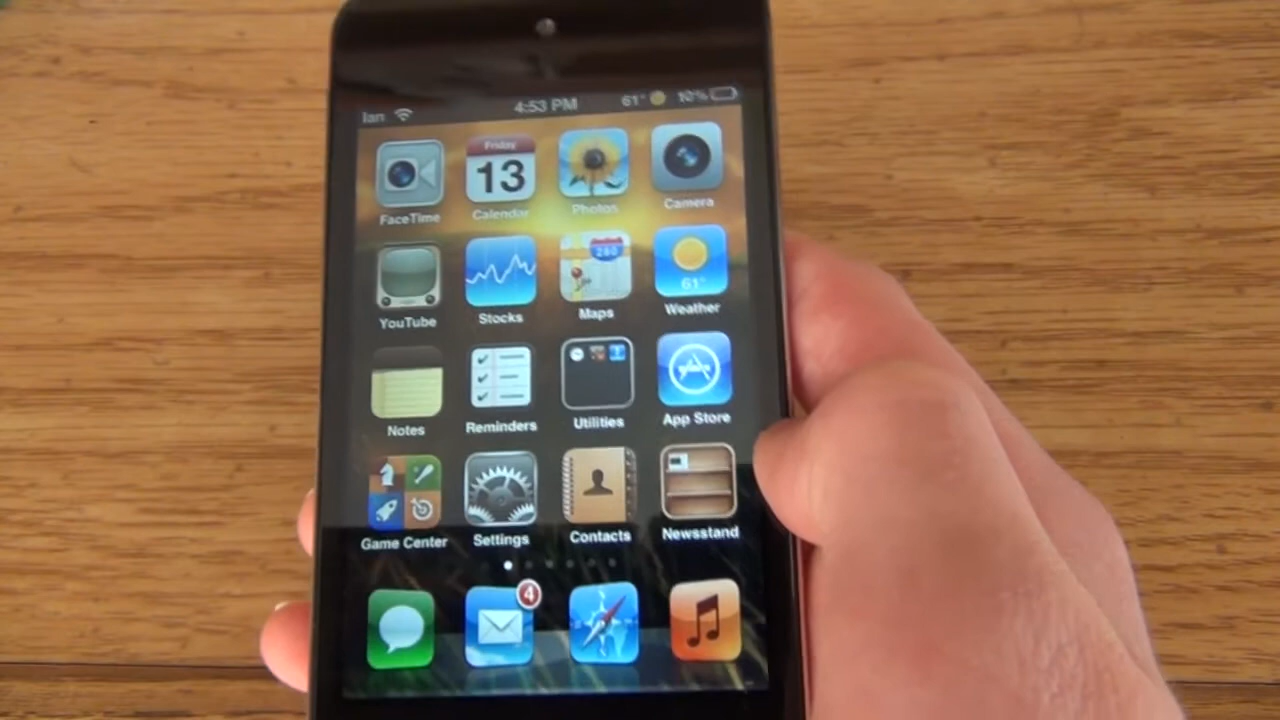 Ian 4:53 PM 61° 10%
Friday
13
FaceTime Calendar Photos Camera
280
61°
YouTube Stocks Maps Weather
Notes Reminders Utilities App Store
Game Center Settings Contacts Newsstand
4